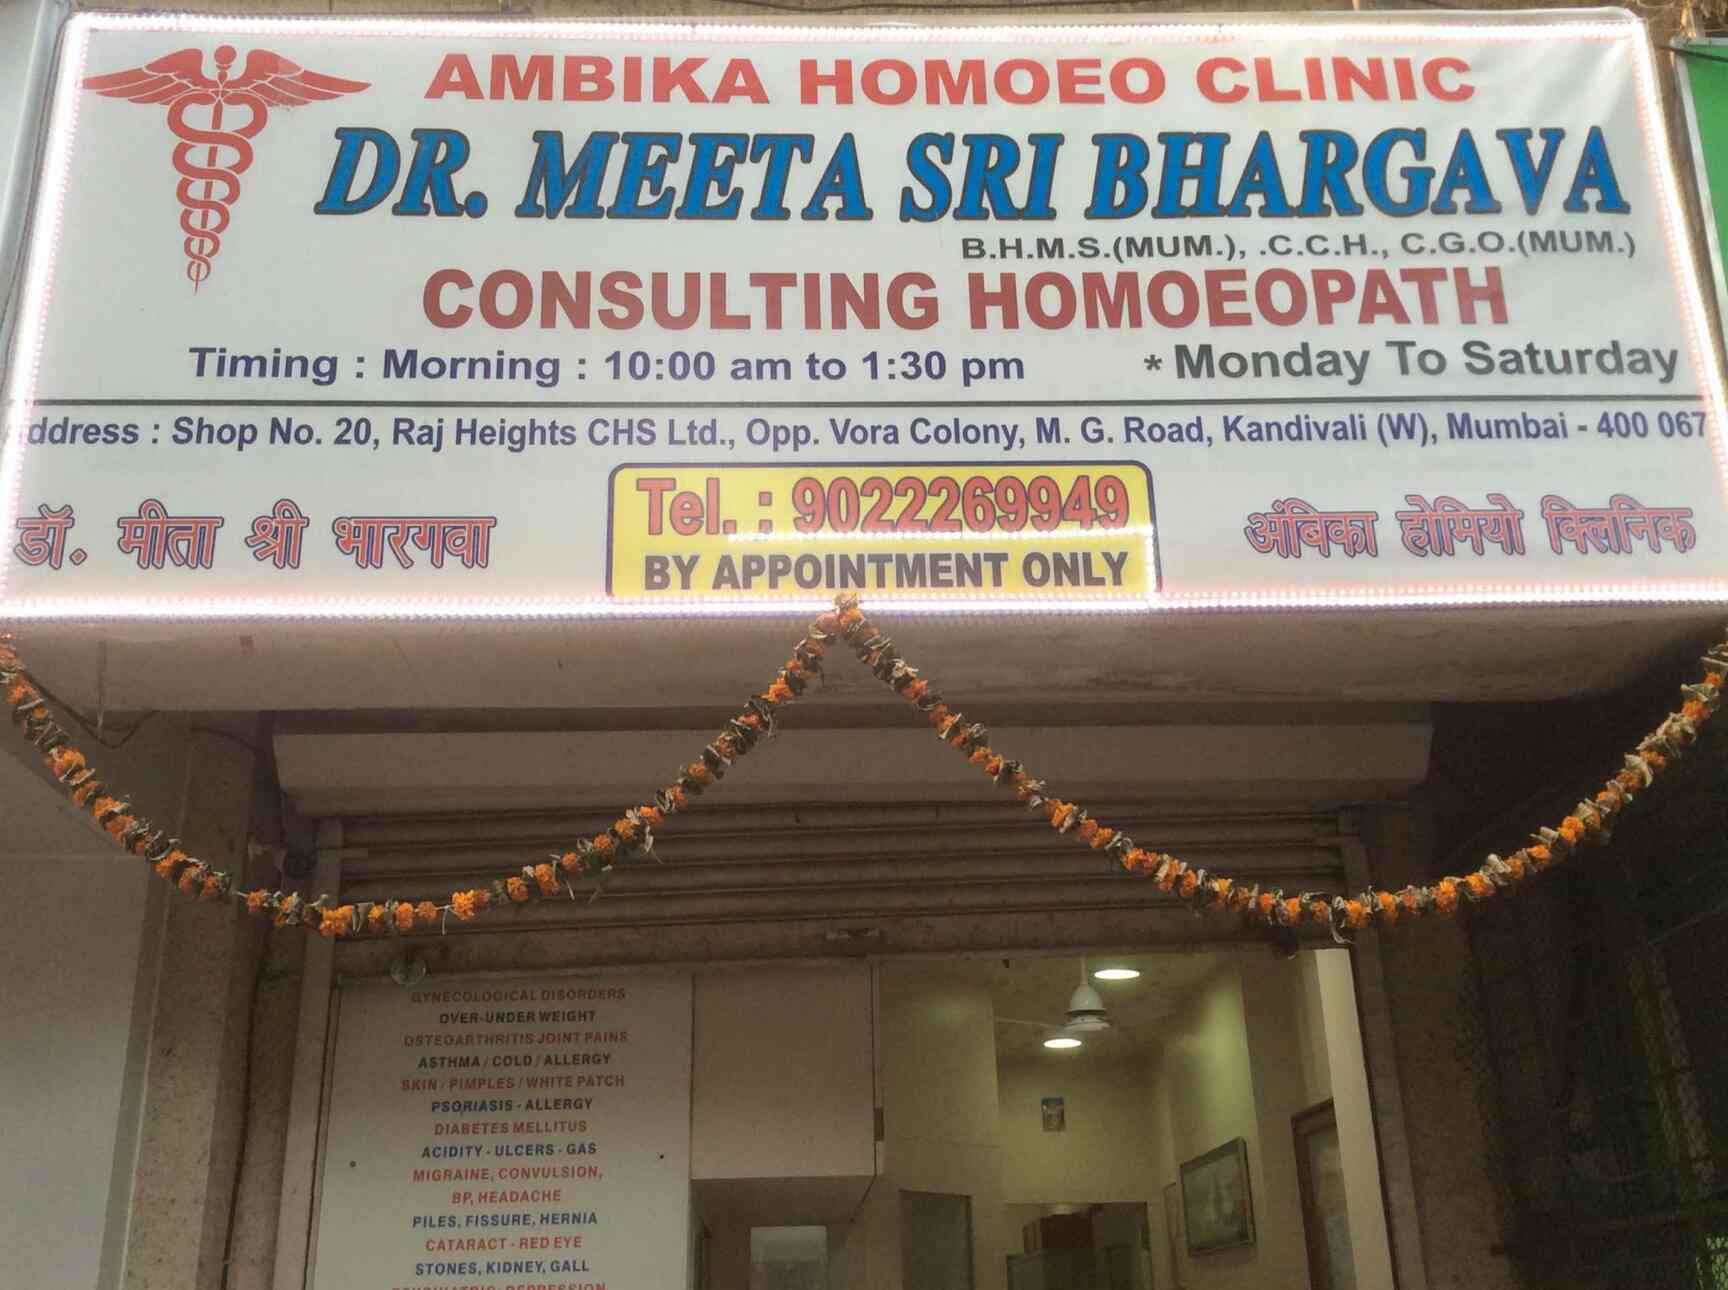 AMBIKA HOMOEO CLINIC
DR. MEETA SRI BHARGAVA
B.H.M.S.(MUM.), .C.C.H., C.G.O.(MUM.)
CONSULTING HOMOEOPATH
Timing : Morning : 10:00 am to 1:30 pm * Monday To Saturday
ddress : Shop No. 20, Raj Heights CHS Ltd., Opp. Vora Colony, M. G. Road, Kandivali (W), Mumbai - 400 067
डॉ. मीता श्री भारगवा
Tel. : 9022269949
BY APPOINTMENT ONLY
अंबिका होमियो क्लिनिक
GYNECOLOGICAL DISORDERS
OVER-UNDER WEIGHT
OSTEOARTHRITIS JOINT PAINS
ASTHMA / COLD / ALLERGY
SKIN / PIMPLES / WHITE PATCH
PSORIASIS - ALLERGY
DIABETES MELLITUS
ACIDITY - ULCERS - GAS
MIGRAINE, CONVULSION,
BP, HEADACHE
PILES, FISSURE, HERNIA
CATARACT - RED EYE
STONES, KIDNEY, GALL